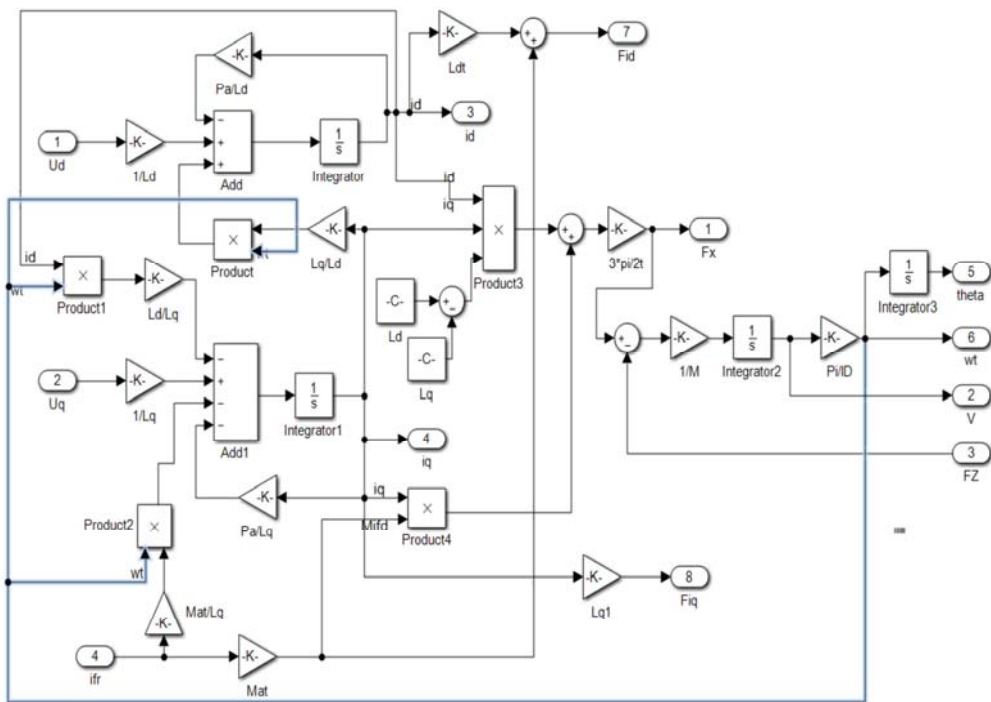 -K-
Pa/Ld
-K-
Ldt
+
+
7
Fid
id
3
id
1
Ud
-K-
1/Ld
−
+
+
Add
1
s
Integrator
id
iq
×
Product
-K-
Lq/Ld
×
Product3
+
+
-K-
3*pi/2t
1
Fx
id
wt
×
Product1
-K-
Ld/Lq
-C-
Ld
+
−
-C-
Lq
1
s
Integrator3
5
theta
+
−
-K-
1/M
1
s
Integrator2
-K-
Pi/lD
6
wt
2
Uq
-K-
1/Lq
−
+
−
−
Add1
1
s
Integrator1
2
V
4
iq
3
FZ
-K-
Pa/Lq
iq
Mifd
×
Product4
Product2
×
wt
-K-
Lq1
8
Fiq
-K-
Mat/Lq
4
ifr
-K-
Mat